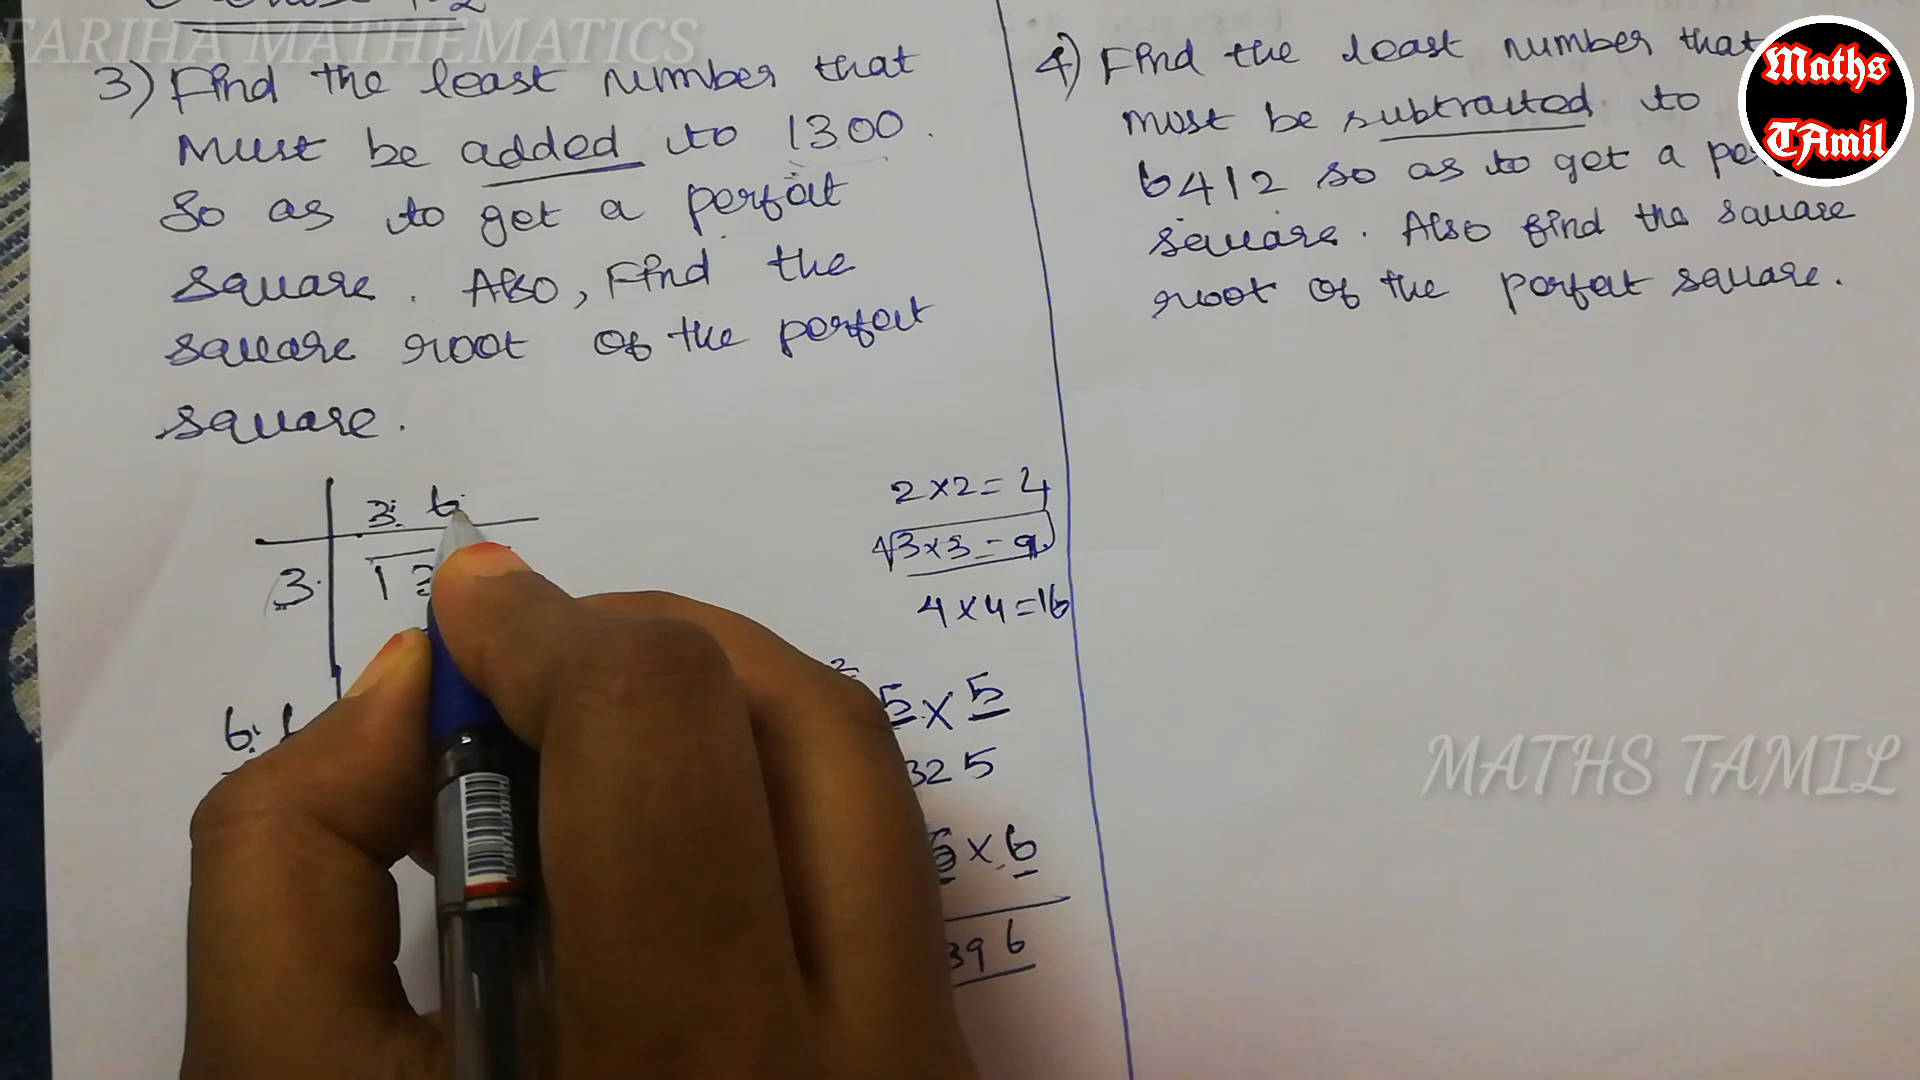 FARIHA MATHEMATICS
3) Find the least number that
Must be added to 1300.
So as to get a perfect
square. Also, Find the
square root of the perfect
square.
3 6
3 13
6
2×2=4
3×3=9
4×4=16
5×5
325
6×6
396
4) Find the least number that
must be subtracted to
6412 so as to get a
square. Also find the square
root of the perfect square.
Maths
TAmil
MATHS TAMIL